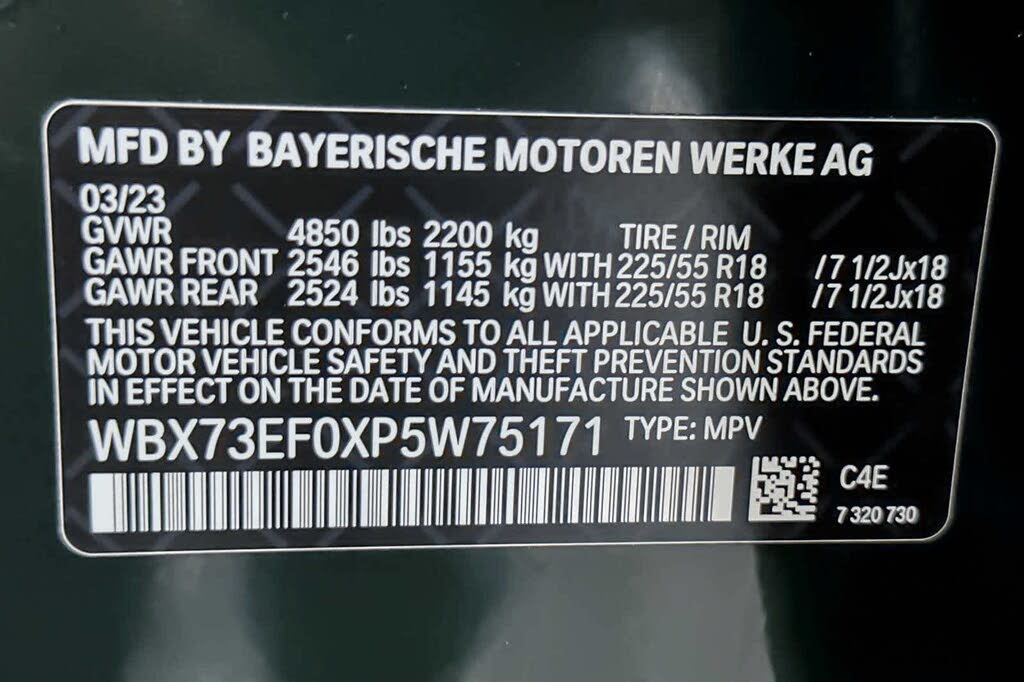 MFD BY BAYERISCHE MOTOREN WERKE AG
03/23
GVWR 4850 lbs 2200 kg TIRE / RIM
GAWR FRONT 2546 lbs 1155 kg WITH 225/55 R18 /7 1/2Jx18
GAWR REAR 2524 lbs 1145 kg WITH 225/55 R18 /7 1/2Jx18
THIS VEHICLE CONFORMS TO ALL APPLICABLE U. S. FEDERAL
MOTOR VEHICLE SAFETY AND THEFT PREVENTION STANDARDS
IN EFFECT ON THE DATE OF MANUFACTURE SHOWN ABOVE.
WBX73EF0XP5W75171 TYPE: MPV
C4E
7 320 730